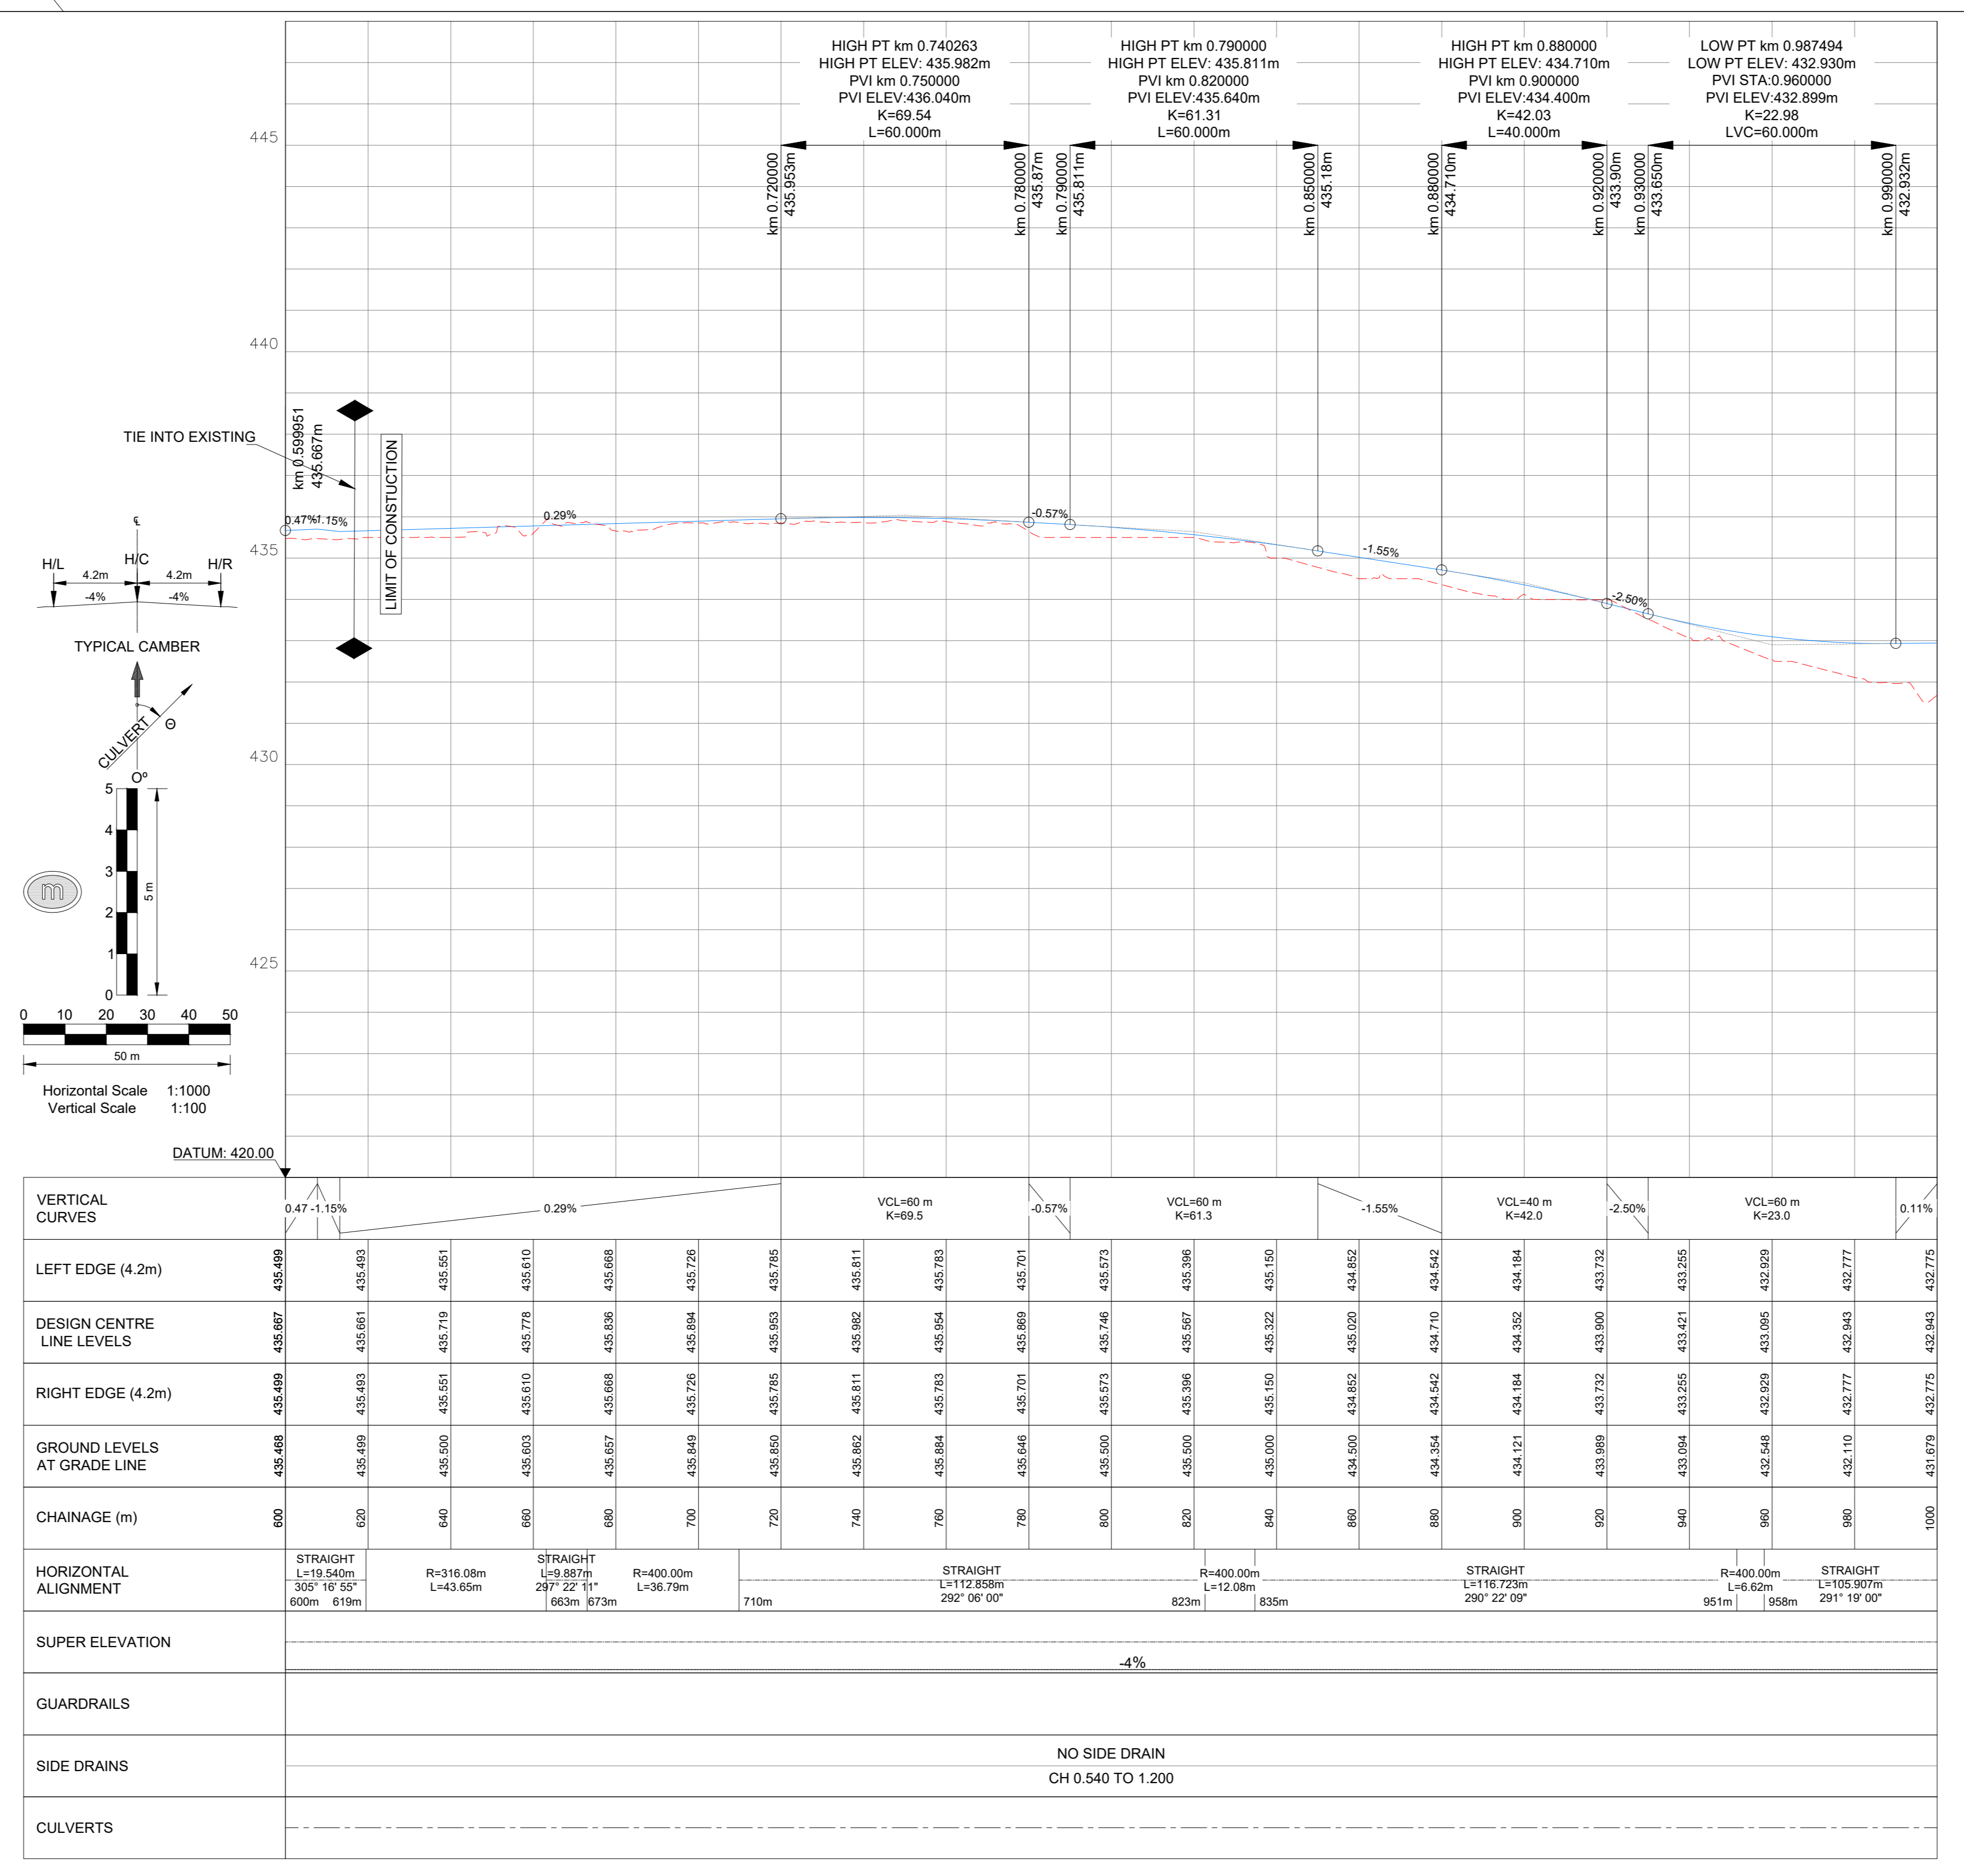 HIGH PT km 0.740263
HIGH PT ELEV: 435.982m
PVI km 0.750000
PVI ELEV:436.040m
K=69.54
L=60.000m
HIGH PT km 0.790000
HIGH PT ELEV: 435.811m
PVI km 0.820000
PVI ELEV:435.640m
K=61.31
L=60.000m
HIGH PT km 0.880000
HIGH PT ELEV: 434.710m
PVI km 0.900000
PVI ELEV:434.400m
K=42.03
L=40.000m
LOW PT km 0.987494
LOW PT ELEV: 432.930m
PVI STA:0.960000
PVI ELEV:432.899m
K=22.98
LVC=60.000m
km 0.720000
435.953m
km 0.780000
435.87m
km 0.790000
435.811m
km 0.850000
435.18m
km 0.880000
434.710m
km 0.920000
433.90m
km 0.930000
433.650m
km 0.990000
432.932m
445
440
435
430
425
TIE INTO EXISTING
km 0.599951
435.667m
LIMIT OF CONSTUCTION
0.47% -1.15% 0.29% -0.57% -1.55% -2.50%
℄
H/L H/C H/R
4.2m 4.2m
-4% -4%
TYPICAL CAMBER
CULVERT Θ
O°
5
4
3
2
1
0
5 m
m
0 10 20 30 40 50
50 m
Horizontal Scale 1:1000
Vertical Scale 1:100
DATUM: 420.00
VERTICAL
CURVES
0.47 -1.15% 0.29%
VCL=60 m
K=69.5
-0.57%
VCL=60 m
K=61.3
-1.55%
VCL=40 m
K=42.0
-2.50%
VCL=60 m
K=23.0
0.11%
LEFT EDGE (4.2m)
435.499 435.493 435.551 435.610 435.668 435.726 435.785 435.811 435.783 435.701 435.573 435.396 435.150 434.852 434.542 434.184 433.732 433.255 432.929 432.777 432.775
DESIGN CENTRE
LINE LEVELS
435.667 435.661 435.719 435.778 435.836 435.894 435.953 435.982 435.954 435.869 435.746 435.567 435.322 435.020 434.710 434.352 433.900 433.421 433.095 432.943 432.943
RIGHT EDGE (4.2m)
435.499 435.493 435.551 435.610 435.668 435.726 435.785 435.811 435.783 435.701 435.573 435.396 435.150 434.852 434.542 434.184 433.732 433.255 432.929 432.777 432.775
GROUND LEVELS
AT GRADE LINE
435.468 435.499 435.500 435.603 435.657 435.849 435.850 435.862 435.884 435.646 435.500 435.500 435.000 434.500 434.354 434.121 433.989 433.094 432.548 432.110 431.679
CHAINAGE (m)
600 620 640 660 680 700 720 740 760 780 800 820 840 860 880 900 920 940 960 980 1000
HORIZONTAL
ALIGNMENT
STRAIGHT
L=19.540m
305° 16' 55"
600m 619m
R=316.08m
L=43.65m
STRAIGHT
L=9.887m
297° 22' 11"
663m 673m
R=400.00m
L=36.79m
710m
STRAIGHT
L=112.858m
292° 06' 00"
823m
R=400.00m
L=12.08m
835m
STRAIGHT
L=116.723m
290° 22' 09"
951m
R=400.00m
L=6.62m
958m
STRAIGHT
L=105.907m
291° 19' 00"
SUPER ELEVATION
-4%
GUARDRAILS
SIDE DRAINS
NO SIDE DRAIN
CH 0.540 TO 1.200
CULVERTS